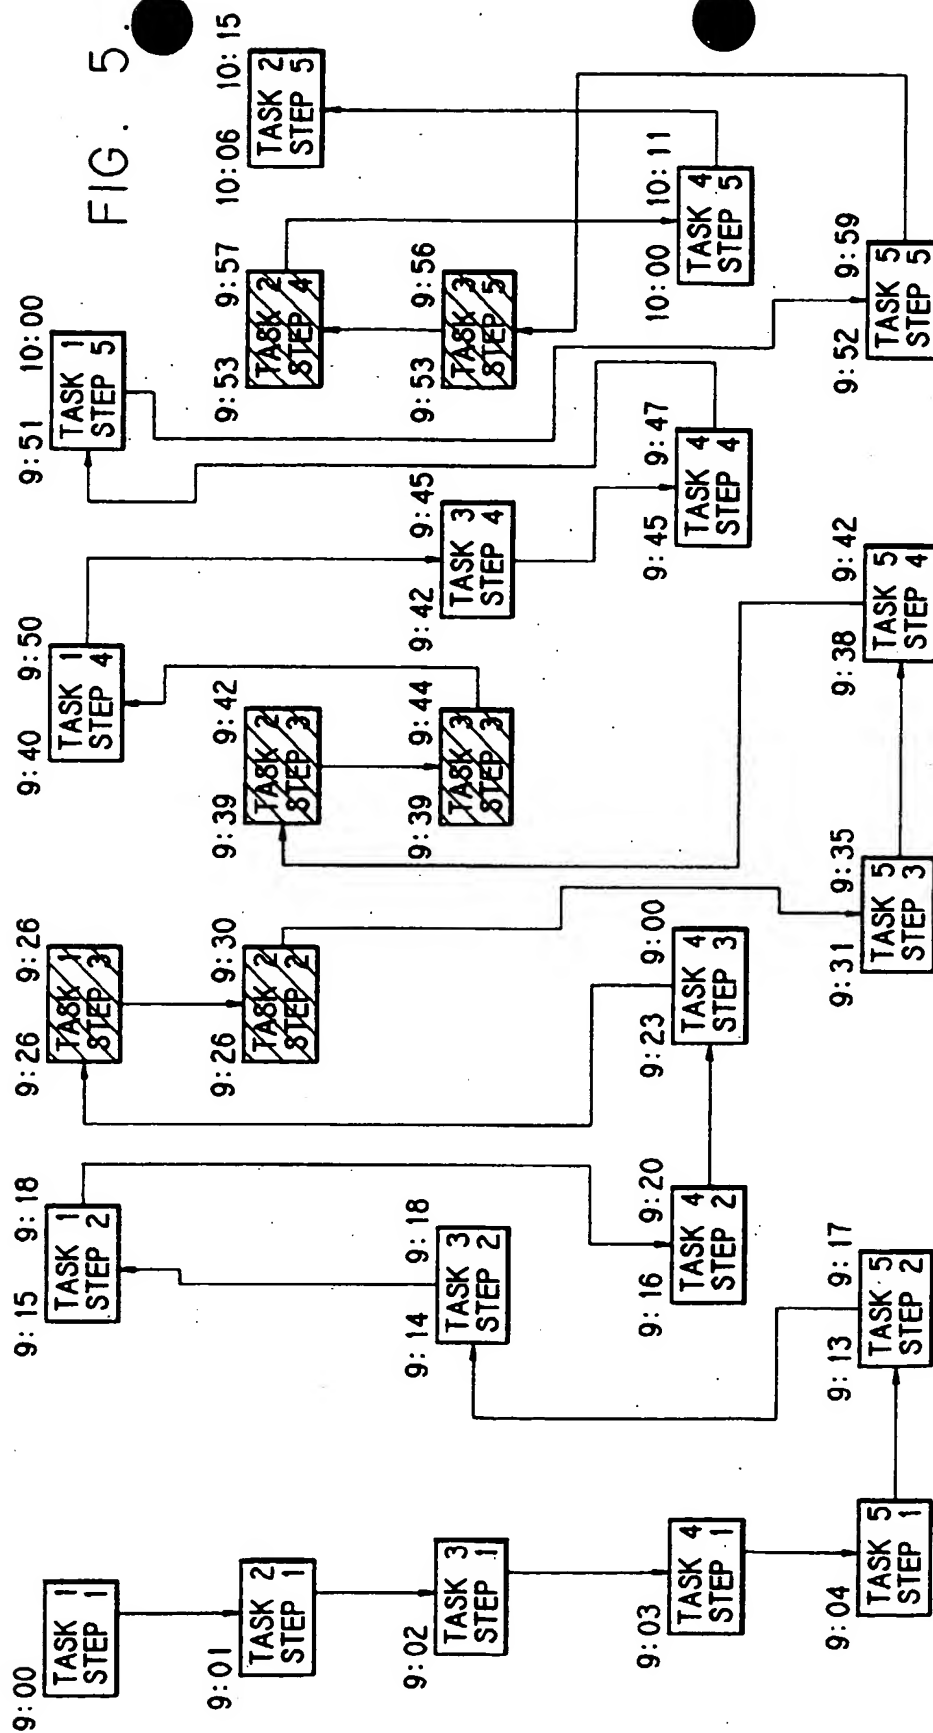 FIG. 5.
9:00
TASK 1
STEP 1
9:15 9:18
TASK 1
STEP 2
9:26 9:26
TASK 1
STEP 3
9:40 9:50
TASK 1
STEP 4
9:51 10:00
TASK 1
STEP 5
9:01
TASK 2
STEP 1
9:26 9:30
TASK 2
STEP 2
9:39 9:42
TASK 2
STEP 3
9:53 9:57
TASK 2
STEP 4
10:06 10:15
TASK 2
STEP 5
9:02
TASK 3
STEP 1
9:14 9:18
TASK 3
STEP 2
9:39 9:44
TASK 3
STEP 3
9:42 9:45
TASK 3
STEP 4
9:53 9:56
TASK 3
STEP 5
9:03
TASK 4
STEP 1
9:16 9:20
TASK 4
STEP 2
9:23 9:00
TASK 4
STEP 3
9:45 9:47
TASK 4
STEP 4
10:00 10:11
TASK 4
STEP 5
9:04
TASK 5
STEP 1
9:13 9:17
TASK 5
STEP 2
9:31 9:35
TASK 5
STEP 3
9:38 9:42
TASK 5
STEP 4
9:52 9:59
TASK 5
STEP 5